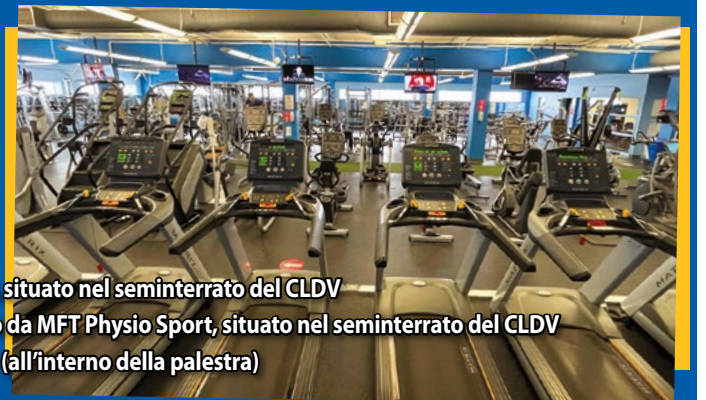 situato nel seminterrato del CLDV
da MFT Physio Sport, situato nel seminterrato del CLDV
(all'interno della palestra)